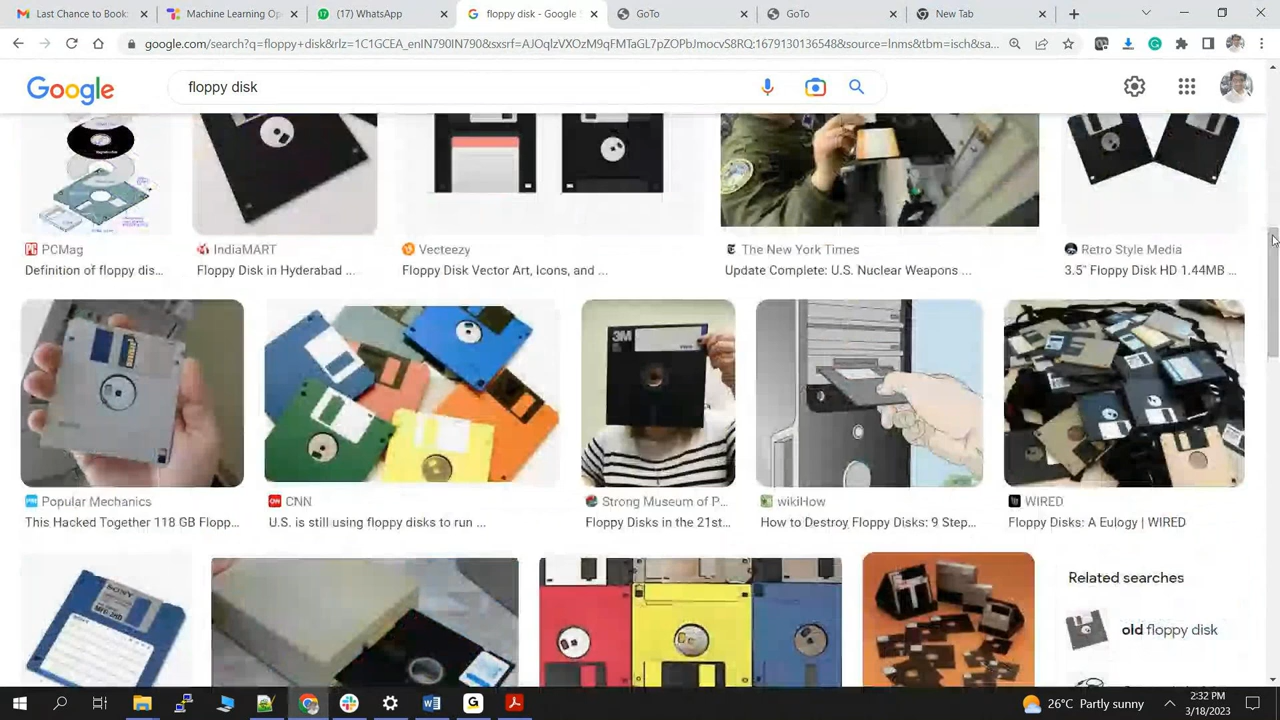 Last Chance to Book:
Machine Learning Op
(17) WhatsApp
floppy disk - Google S
GoTo
GoTo
New Tab
google.com/search?q=floppy+disk&rlz=1C1GCEA_enIN790IN790&sxsrf=AJOqlzVXOzM9qFMTaGL7pZOPbJmocvS8RQ:1679130136548&source=lnms&tbm=isch&sa...
Google
floppy disk
PCMag
IndiaMART
Vecteezy
The New York Times
Retro Style Media
Definition of floppy dis...
Floppy Disk in Hyderabad ...
Floppy Disk Vector Art, Icons, and ...
Update Complete: U.S. Nuclear Weapons ...
3.5" Floppy Disk HD 1.44MB ...
3M
Popular Mechanics
CNN
Strong Museum of P...
wikiHow
WIRED
This Hacked Together 118 GB Flopp...
U.S. is still using floppy disks to run ...
Floppy Disks in the 21st...
How to Destroy Floppy Disks: 9 Step...
Floppy Disks: A Eulogy | WIRED
SONY
Related searches
old floppy disk
26°C Partly sunny
2:32 PM
3/18/2023